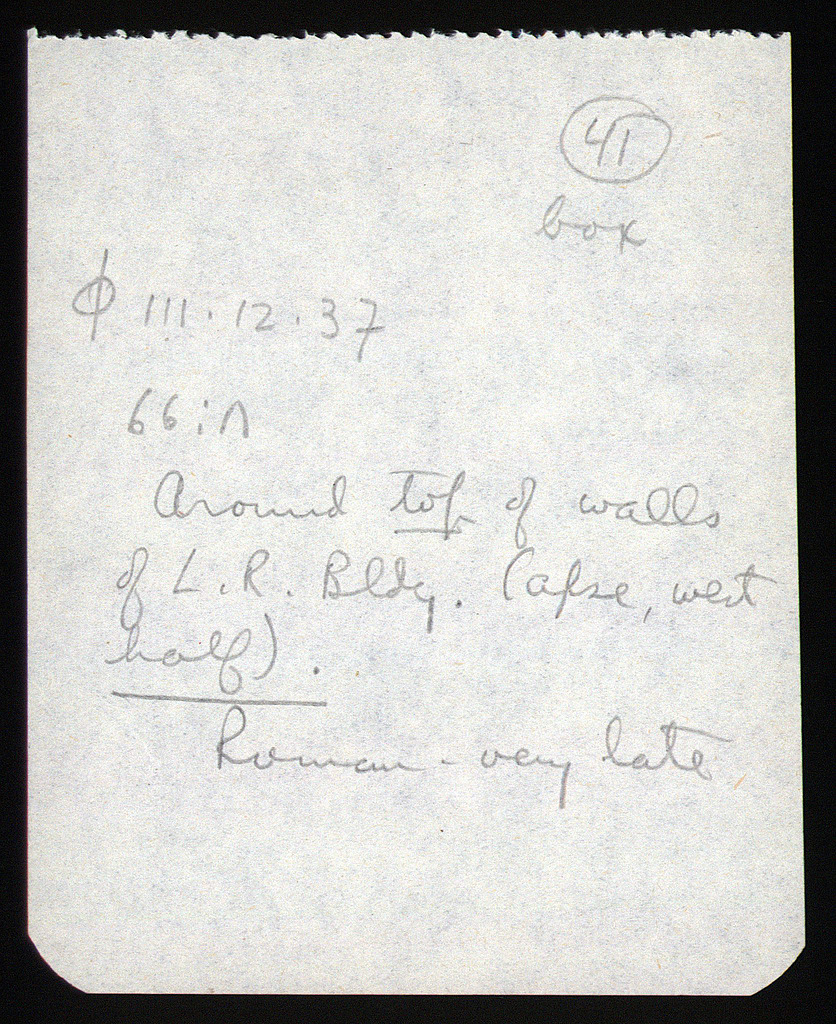 41
box
Φ III.12.37
66:Λ
Around top of walls
of L.R. Bldg. (apse, west
half).
Roman - very late